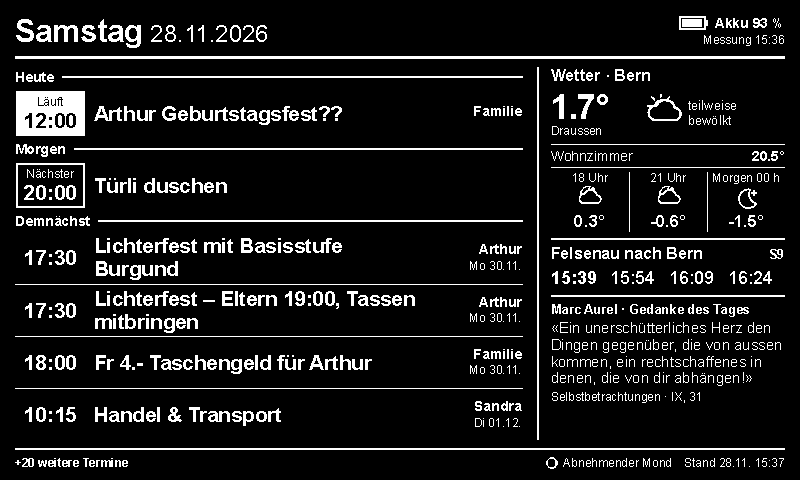 Samstag 28.11.2026
Akku 93 %
Messung 15:36
Heute
Läuft
12:00
Arthur Geburtstagsfest??
Familie
Morgen
Nächster
20:00
Türli duschen
Demnächst
17:30
Lichterfest mit Basisstufe
Burgund
Arthur
Mo 30.11.
17:30
Lichterfest – Eltern 19:00, Tassen
mitbringen
Arthur
Mo 30.11.
18:00
Fr 4.- Taschengeld für Arthur
Familie
Mo 30.11.
10:15
Handel & Transport
Sandra
Di 01.12.
+20 weitere Termine
Wetter · Bern
1.7°
Draussen
teilweise
bewölkt
Wohnzimmer 20.5°
18 Uhr 21 Uhr Morgen 00 h
0.3° -0.6° -1.5°
Felsenau nach Bern S9
15:39 15:54 16:09 16:24
Marc Aurel · Gedanke des Tages
«Ein unerschütterliches Herz den
Dingen gegenüber, die von aussen
kommen, ein rechtschaffenes in
denen, die von dir abhängen!»
Selbstbetrachtungen · IX, 31
Abnehmender Mond Stand 28.11. 15:37